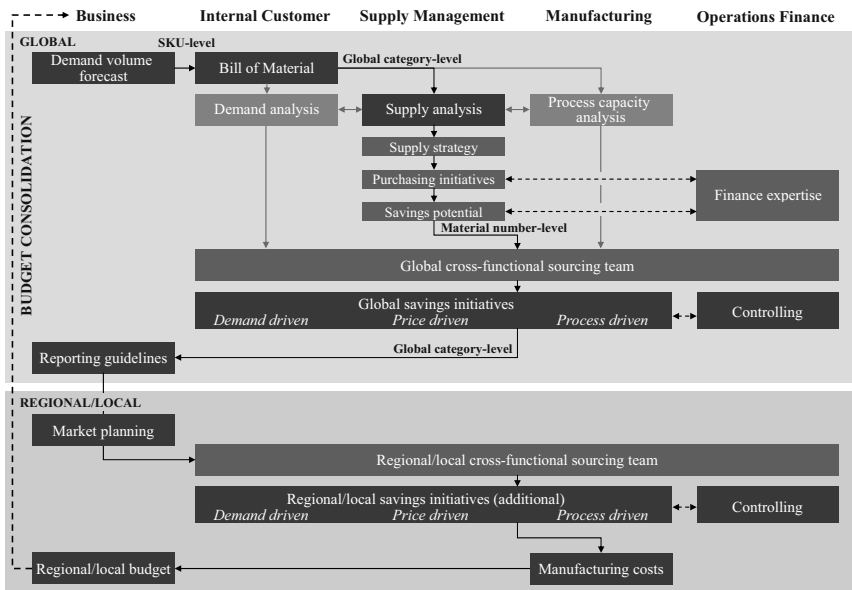 Business
Internal Customer
Supply Management
Manufacturing
Operations Finance
GLOBAL
SKU-level
Demand volume
forecast
Bill of Material
Global category-level
Demand analysis
Supply analysis
Process capacity
analysis
Supply strategy
Purchasing initiatives
Savings potential
Finance expertise
Material number-level
Global cross-functional sourcing team
Global savings initiatives
Demand driven
Price driven
Process driven
Controlling
Global category-level
Reporting guidelines
BUDGET CONSOLIDATION
REGIONAL/LOCAL
Market planning
Regional/local cross-functional sourcing team
Regional/local savings initiatives (additional)
Demand driven
Price driven
Process driven
Controlling
Regional/local budget
Manufacturing costs